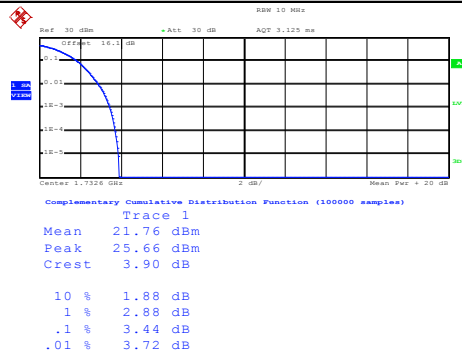 RBW 10 MHz
Ref 30 dBm Att 30 dB AQT 3.125 ms
Offset 16.1 dB
0.1
A
1 SA
VIEW
0.01
1E-3
LV
1E-4
1E-5
3D
Center 1.7326 GHz 2 dB/ Mean Pwr + 20 dB
Complementary Cumulative Distribution Function (100000 samples)
Trace 1
Mean 21.76 dBm
Peak 25.66 dBm
Crest 3.90 dB
10 % 1.88 dB
1 % 2.88 dB
.1 % 3.44 dB
.01 % 3.72 dB